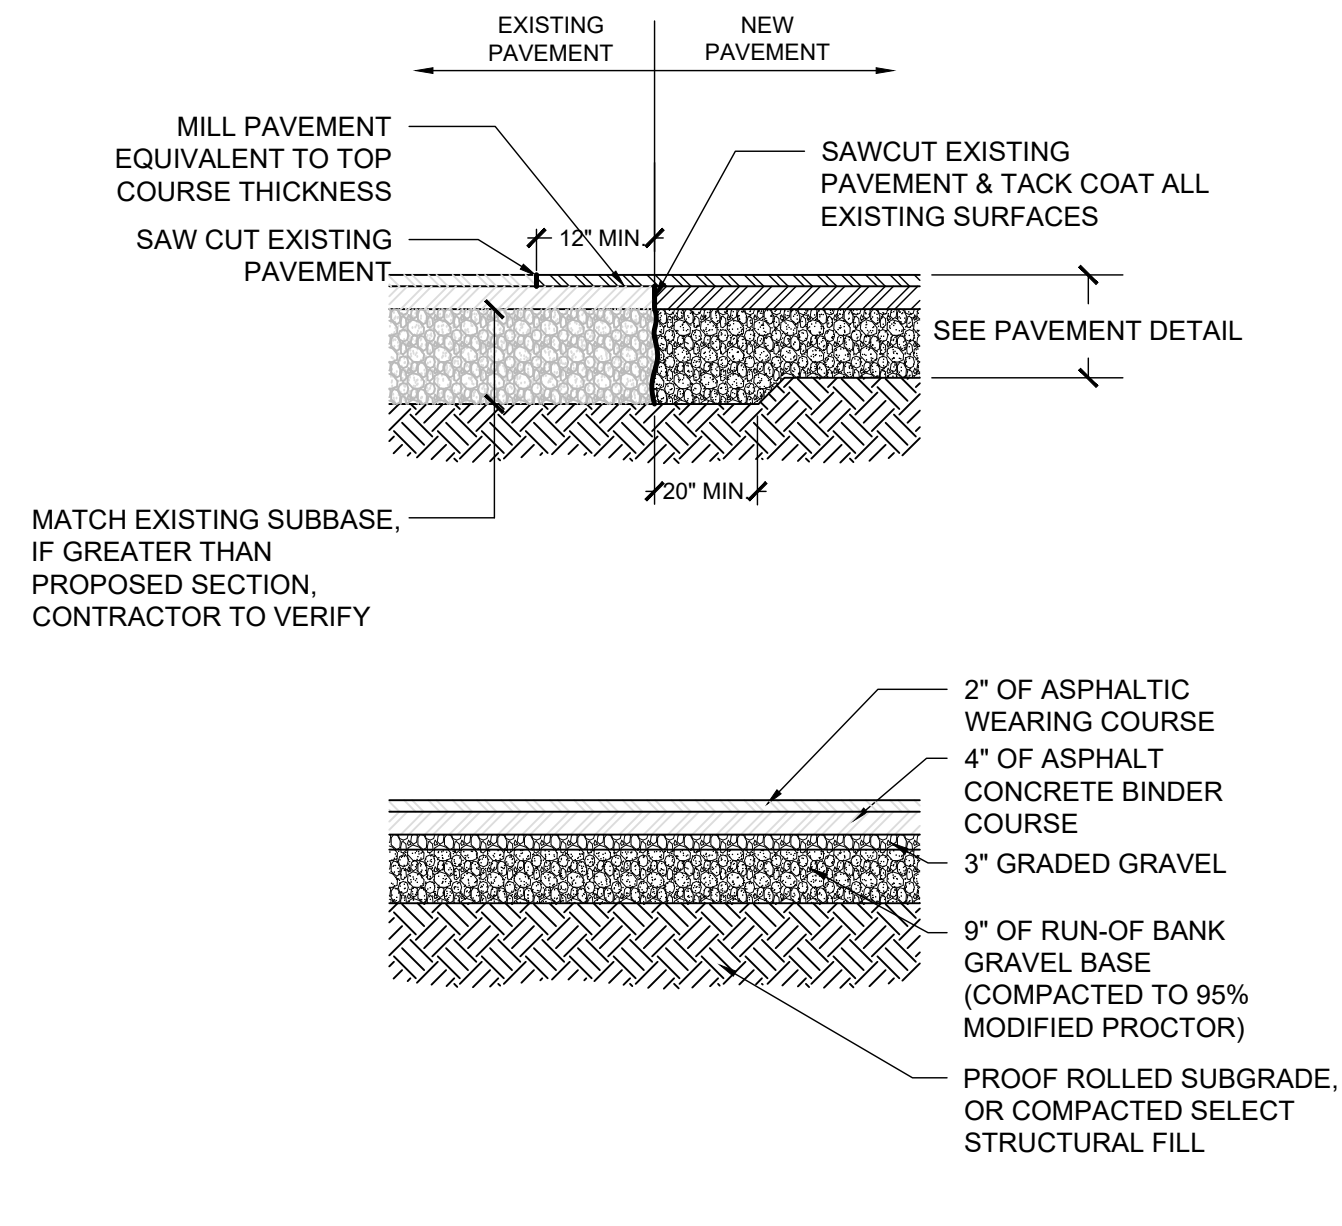 EXISTING
PAVEMENT
NEW
PAVEMENT
MILL PAVEMENT
EQUIVALENT TO TOP
COURSE THICKNESS
SAWCUT EXISTING
PAVEMENT & TACK COAT ALL
EXISTING SURFACES
SAW CUT EXISTING
PAVEMENT
12" MIN.
SEE PAVEMENT DETAIL
20" MIN.
MATCH EXISTING SUBBASE,
IF GREATER THAN
PROPOSED SECTION,
CONTRACTOR TO VERIFY
2" OF ASPHALTIC
WEARING COURSE
4" OF ASPHALT
CONCRETE BINDER
COURSE
3" GRADED GRAVEL
9" OF RUN-OF BANK
GRAVEL BASE
(COMPACTED TO 95%
MODIFIED PROCTOR)
PROOF ROLLED SUBGRADE,
OR COMPACTED SELECT
STRUCTURAL FILL